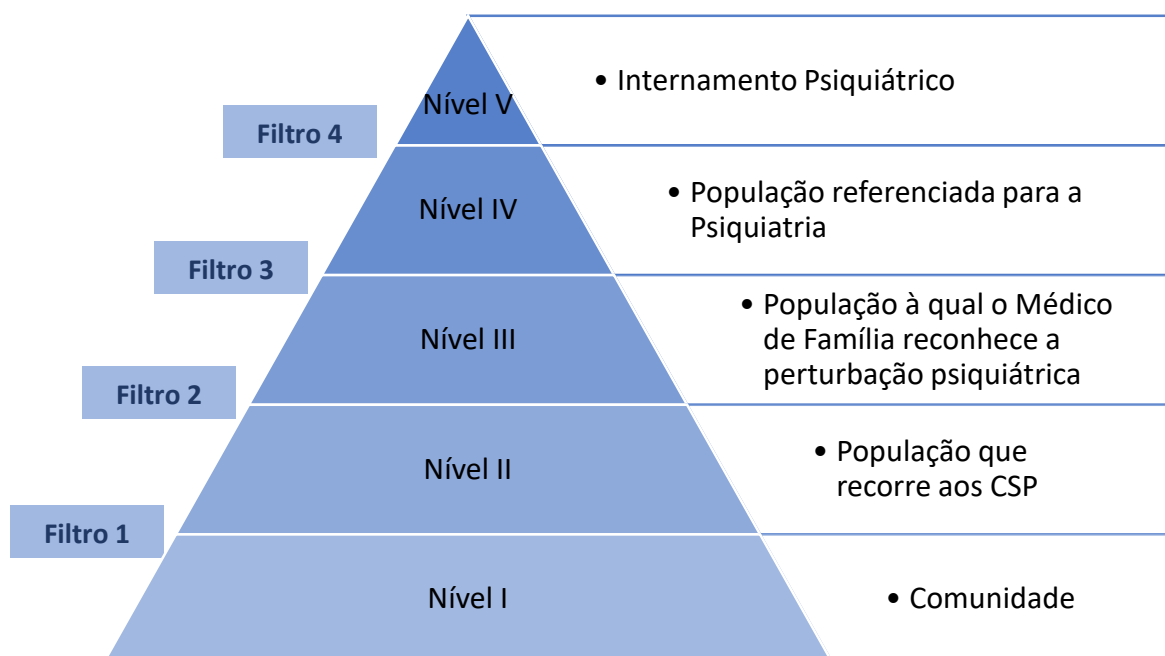 Nível V
• Internamento Psiquiátrico
Filtro 4
Nível IV
• População referenciada para a
Psiquiatria
Filtro 3
Nível III
• População à qual o Médico
de Família reconhece a
perturbação psiquiátrica
Filtro 2
Nível II
• População que
recorre aos CSP
Filtro 1
Nível I
• Comunidade